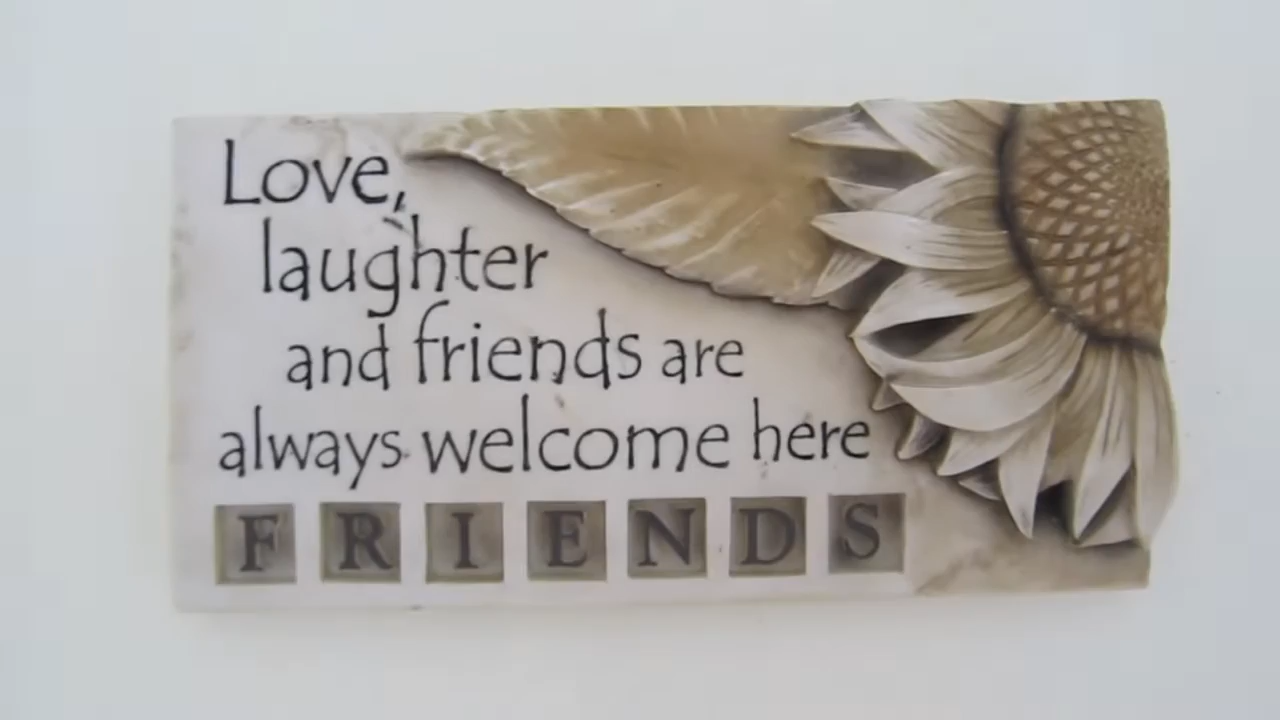 Love,
laughter
and friends are
always welcome here
FRIENDS